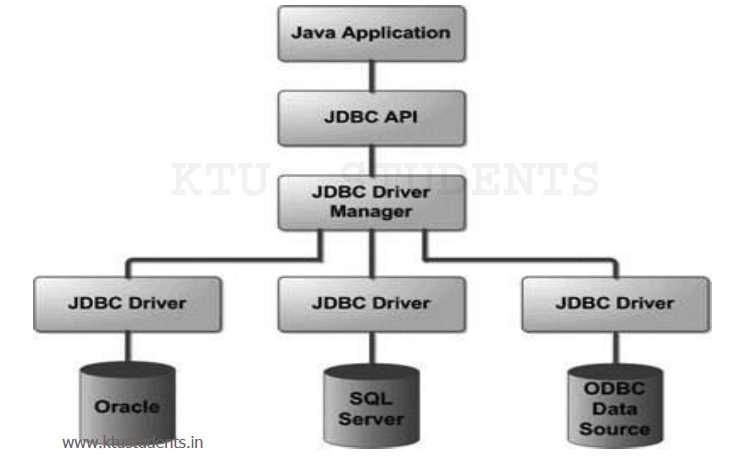 Java Application
JDBC API
KTU STUDENTS
JDBC Driver
Manager
JDBC Driver
JDBC Driver
JDBC Driver
Oracle
SQL
Server
ODBC
Data
Source
www.ktustudents.in